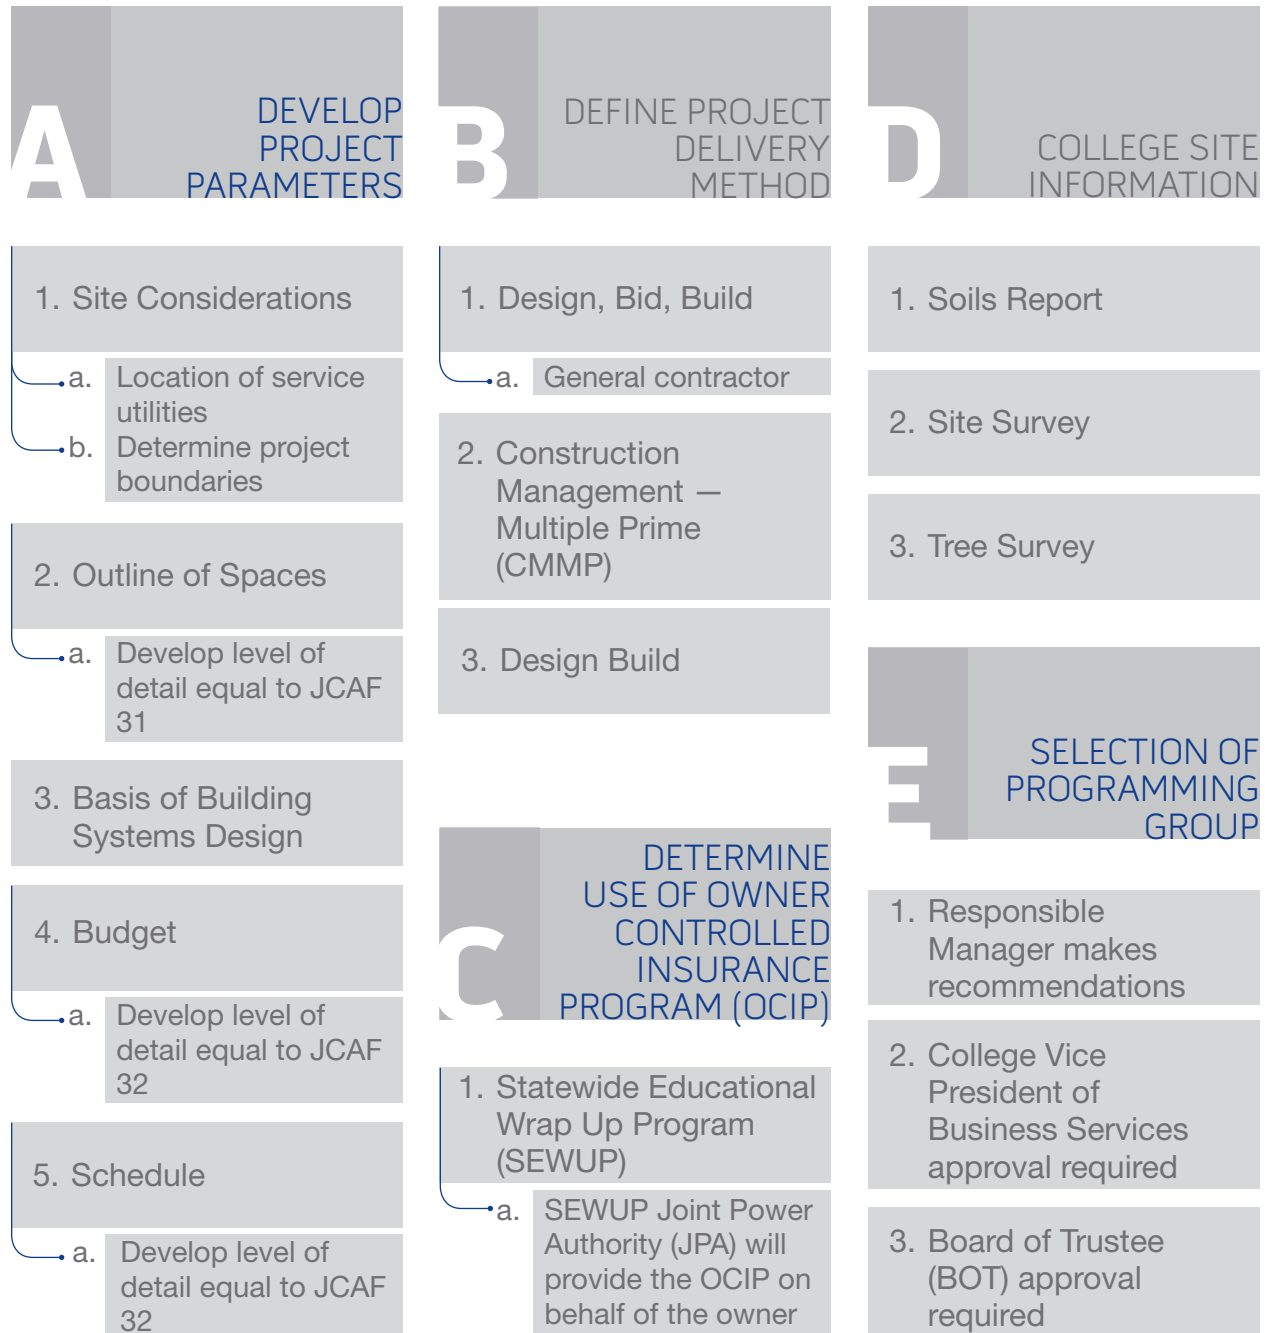 A
DEVELOP
PROJECT
PARAMETERS
1. Site Considerations
a. Location of service
utilities
b. Determine project
boundaries
2. Outline of Spaces
a. Develop level of
detail equal to JCAF
31
3. Basis of Building
Systems Design
4. Budget
a. Develop level of
detail equal to JCAF
32
5. Schedule
a. Develop level of
detail equal to JCAF
32
B
DEFINE PROJECT
DELIVERY
METHOD
1. Design, Bid, Build
a. General contractor
2. Construction
Management —
Multiple Prime
(CMMP)
3. Design Build
C
DETERMINE
USE OF OWNER
CONTROLLED
INSURANCE
PROGRAM (OCIP)
1. Statewide Educational
Wrap Up Program
(SEWUP)
a. SEWUP Joint Power
Authority (JPA) will
provide the OCIP on
behalf of the owner
D
COLLEGE SITE
INFORMATION
1. Soils Report
2. Site Survey
3. Tree Survey
E
SELECTION OF
PROGRAMMING
GROUP
1. Responsible
Manager makes
recommendations
2. College Vice
President of
Business Services
approval required
3. Board of Trustee
(BOT) approval
required